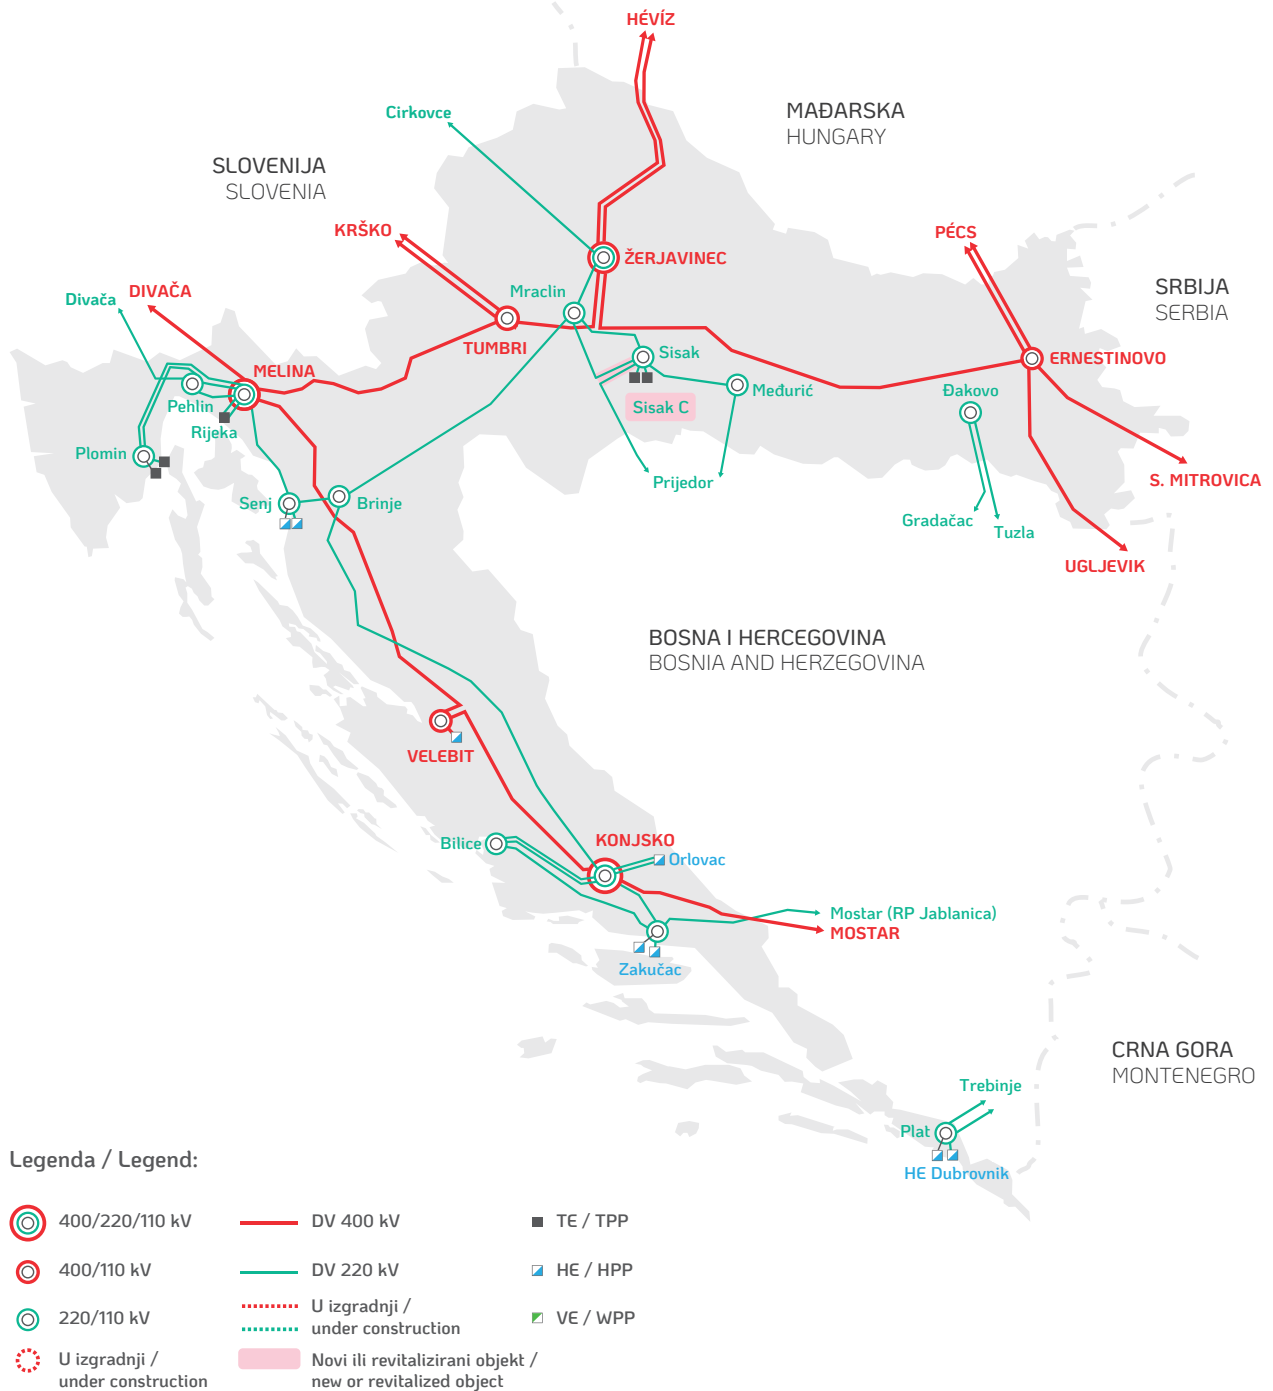 HÉVÍZ
Cirkovce
MAĐARSKA
HUNGARY
SLOVENIJA
SLOVENIA
KRŠKO
PÉCS
ŽERJAVINEC
SRBIJA
SERBIA
Divača
DIVAČA
Mraclin
TUMBRI
Sisak
ERNESTINOVO
MELINA
Međurić
Đakovo
Pehlin
Sisak C
Rijeka
Plomin
Prijedor
S. MITROVICA
Senj
Brinje
Gradačac
Tuzla
UGLJEVIK
BOSNA I HERCEGOVINA
BOSNIA AND HERZEGOVINA
VELEBIT
KONJSKO
Bilice
Orlovac
Mostar (RP Jablanica)
MOSTAR
Zakučac
CRNA GORA
MONTENEGRO
Trebinje
Plat
HE Dubrovnik
Legenda / Legend:
400/220/110 kV
DV 400 kV
TE / TPP
400/110 kV
DV 220 kV
HE / HPP
220/110 kV
U izgradnji /
under construction
VE / WPP
U izgradnji /
under construction
Novi ili revitalizirani objekt /
new or revitalized object